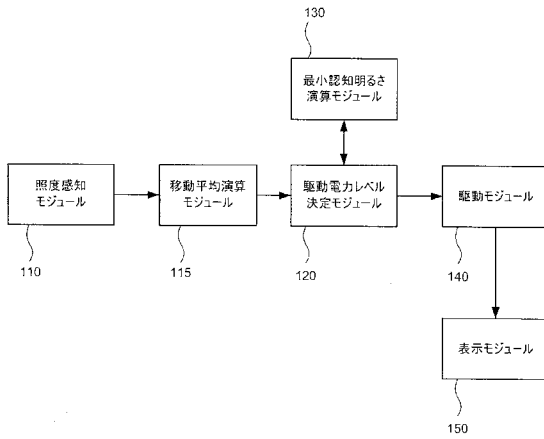 130
最小認知明るさ
演算モジュール
照度感知
モジュール
移動平均演算
モジュール
駆動電力レベル
決定モジュール
駆動モジュール
110
115
120
140
表示モジュール
150